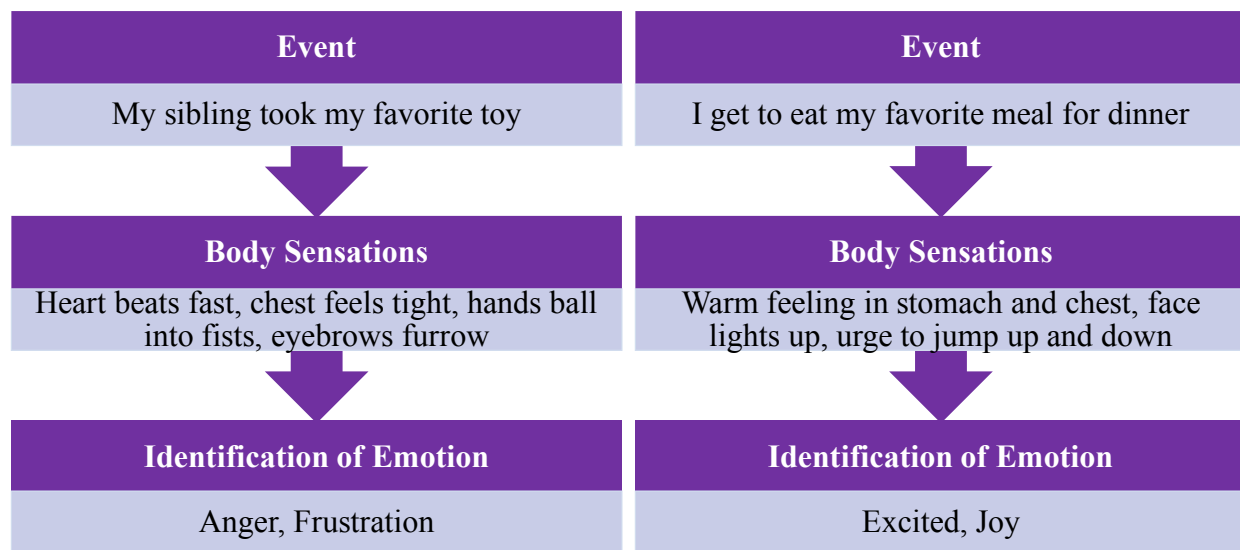 Event
My sibling took my favorite toy
Body Sensations
Heart beats fast, chest feels tight, hands ball
into fists, eyebrows furrow
Identification of Emotion
Anger, Frustration
Event
I get to eat my favorite meal for dinner
Body Sensations
Warm feeling in stomach and chest, face
lights up, urge to jump up and down
Identification of Emotion
Excited, Joy